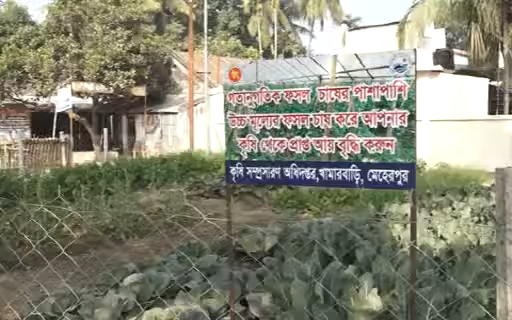 গতানুগতিক ফসল চাষের পাশাপাশি
উচ্চ মূল্যের ফসল চাষ করে আপনার
কৃষি থেকে প্রাপ্ত আয় বৃদ্ধি করুন
কৃষি সম্প্রসারণ অধিদপ্তর, খামারবাড়ি, মেহেরপুর